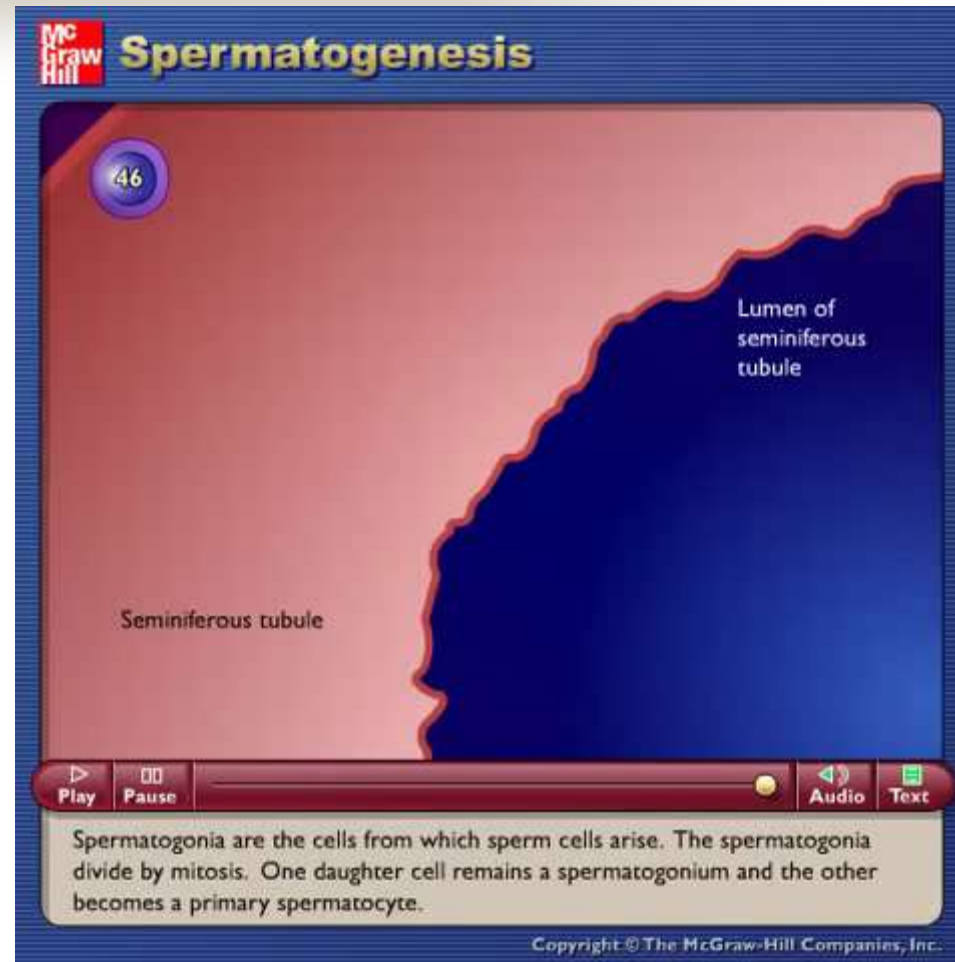 Mc
Graw
Hill
Spermatogenesis
46
Lumen of
seminiferous
tubule
Seminiferous tubule
Play
Pause
Audio
Text
Spermatogonia are the cells from which sperm cells arise. The spermatogonia
divide by mitosis. One daughter cell remains a spermatogonium and the other
becomes a primary spermatocyte.
Copyright © The McGraw-Hill Companies, Inc.